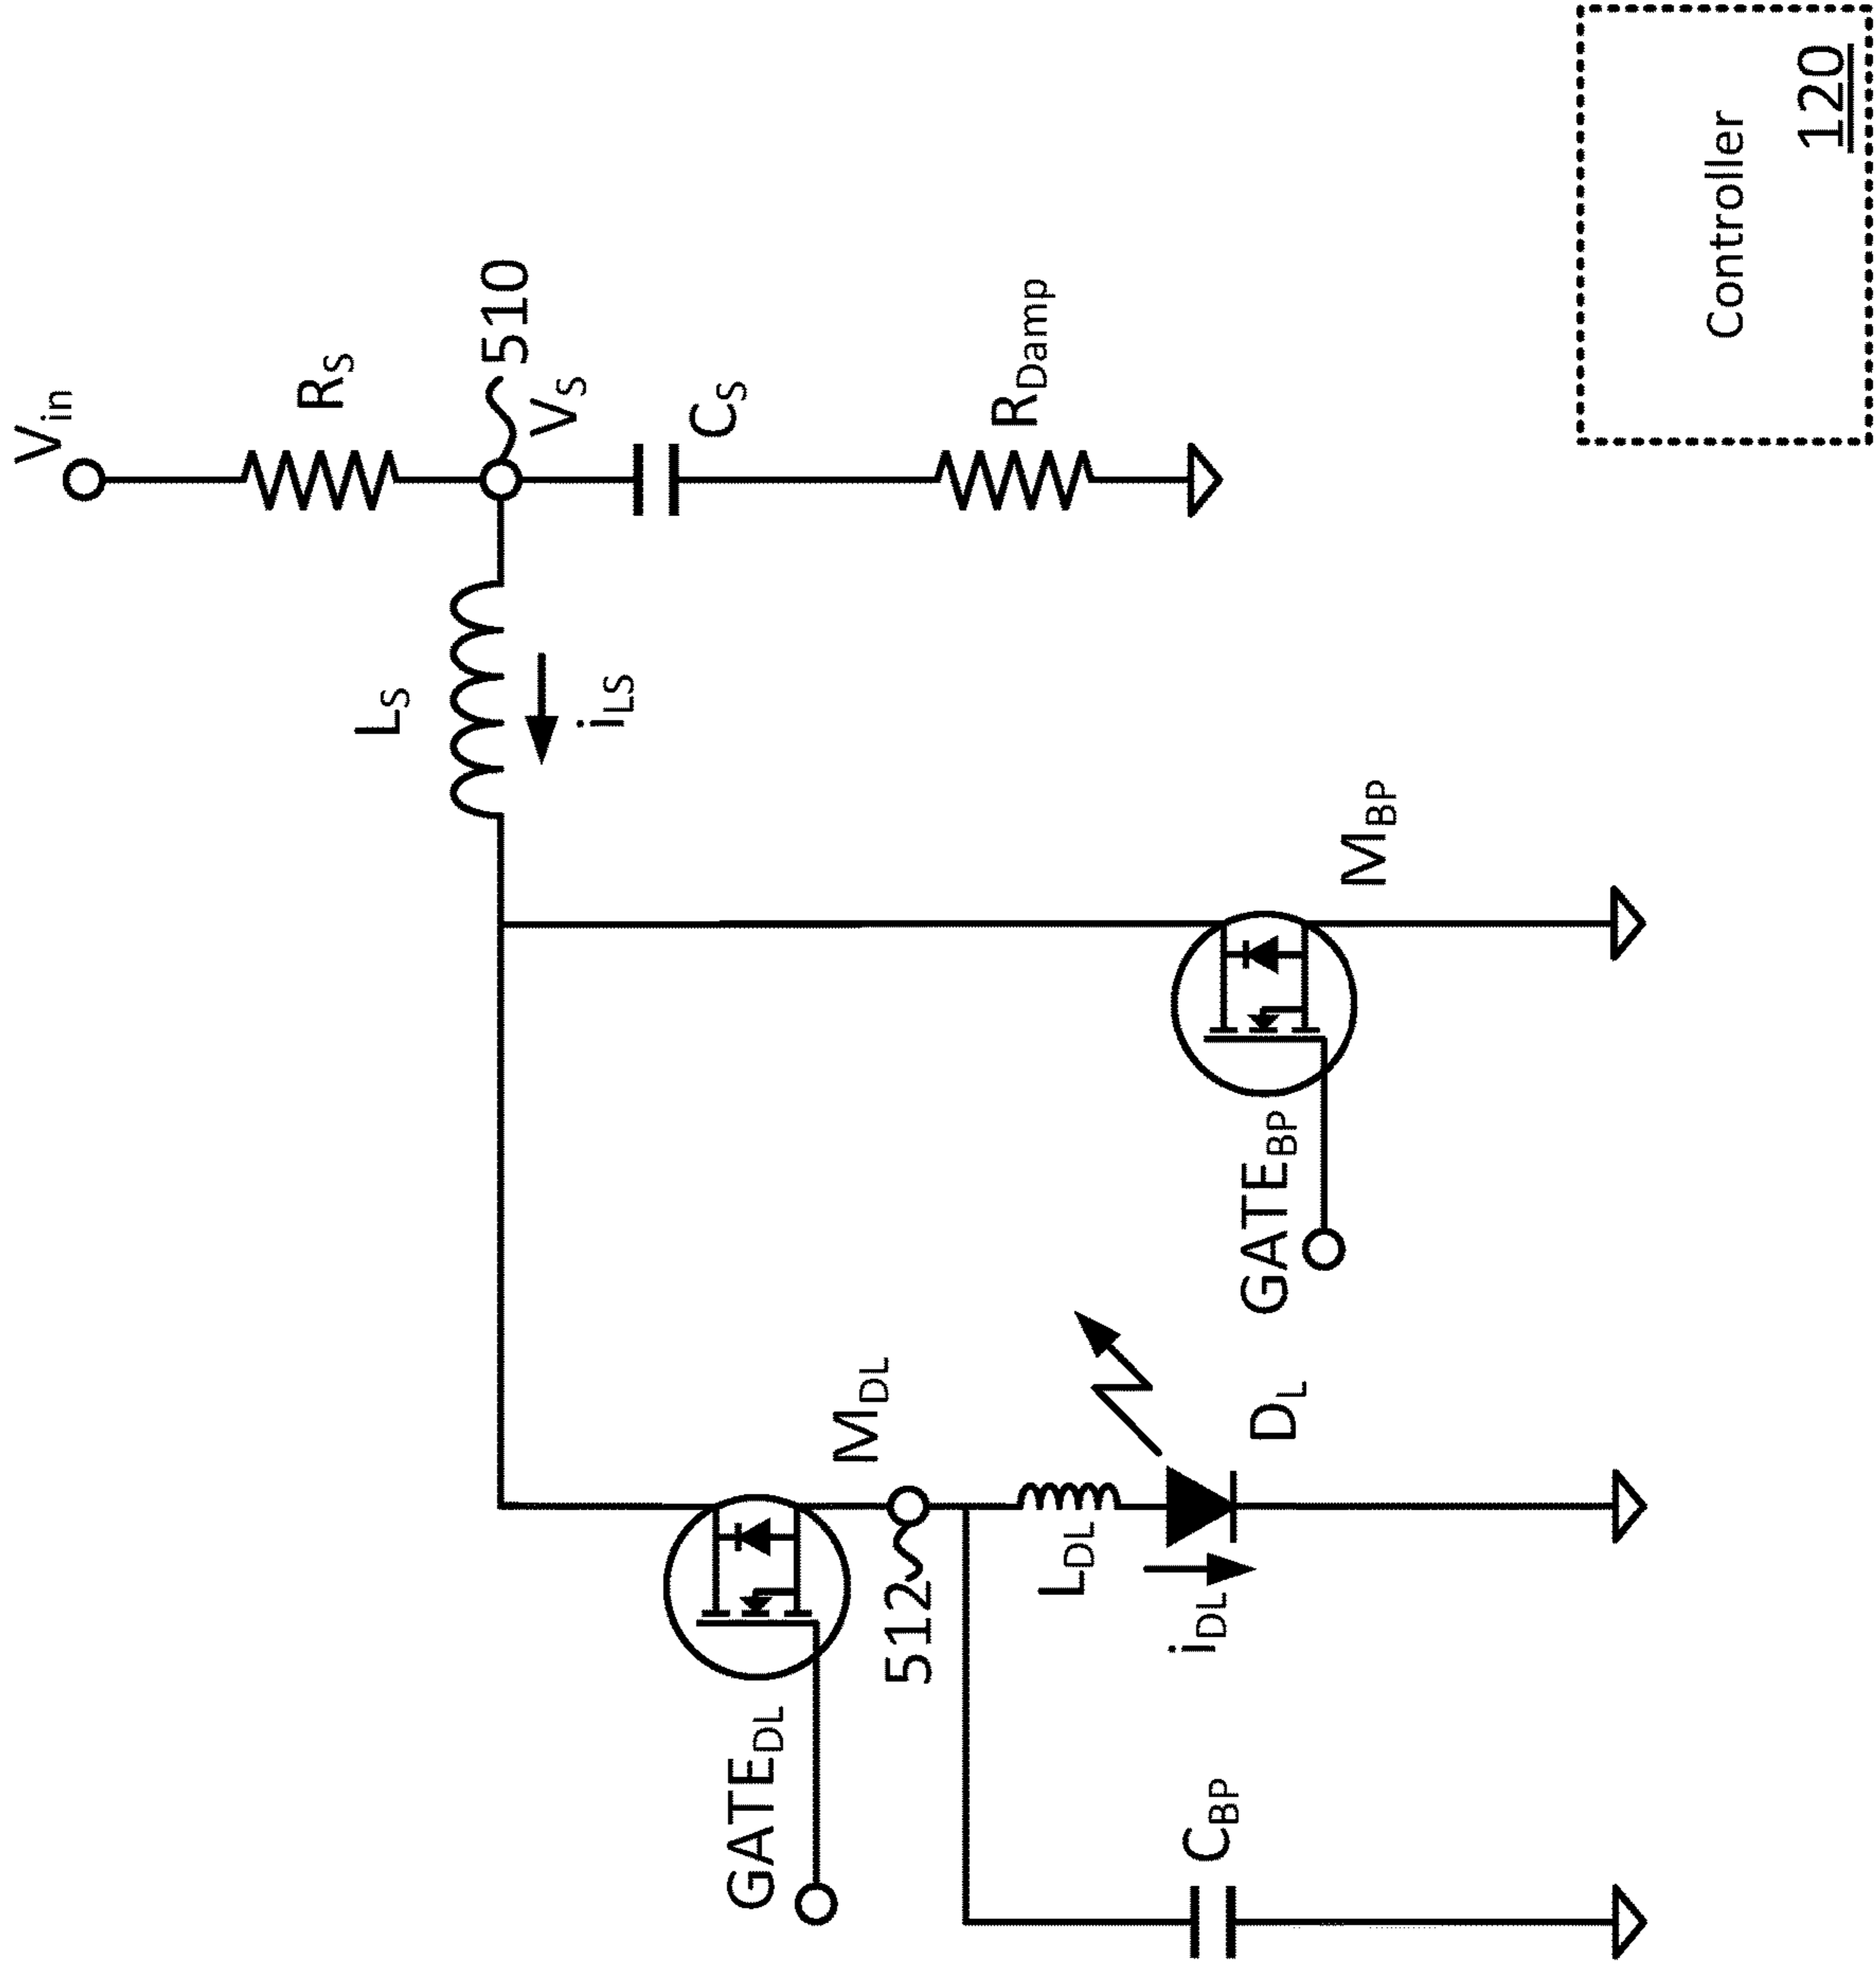 V_in
R_S
510
V_S
C_S
R_Damp
L_S
i_LS
M_BP
GATE_BP
M_DL
GATE_DL
512
L_DL
i_DL
D_L
C_BP
Controller
120